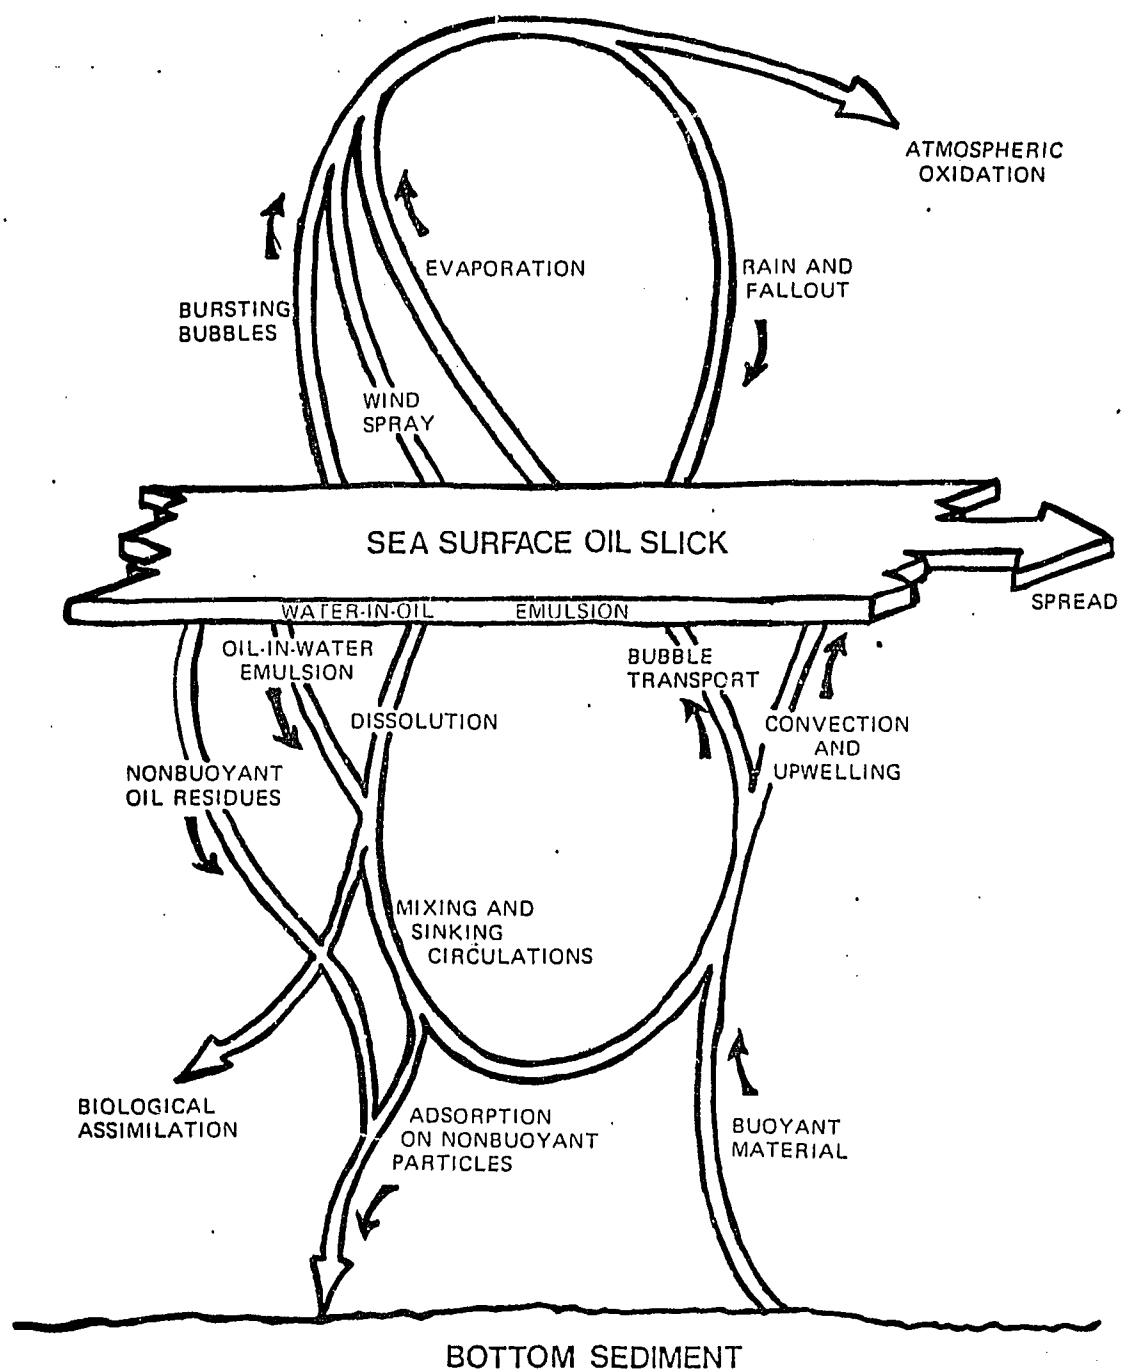 ATMOSPHERIC
OXIDATION
EVAPORATION
RAIN AND
FALLOUT
BURSTING
BUBBLES
WIND
SPRAY
SEA SURFACE OIL SLICK
SPREAD
WATER-IN-OIL EMULSION
OIL-IN-WATER
EMULSION
BUBBLE
TRANSPORT
DISSOLUTION
CONVECTION
AND
UPWELLING
NONBUOYANT
OIL RESIDUES
MIXING AND
SINKING
CIRCULATIONS
BIOLOGICAL
ASSIMILATION
ADSORPTION
ON NONBUOYANT
PARTICLES
BUOYANT
MATERIAL
BOTTOM SEDIMENT